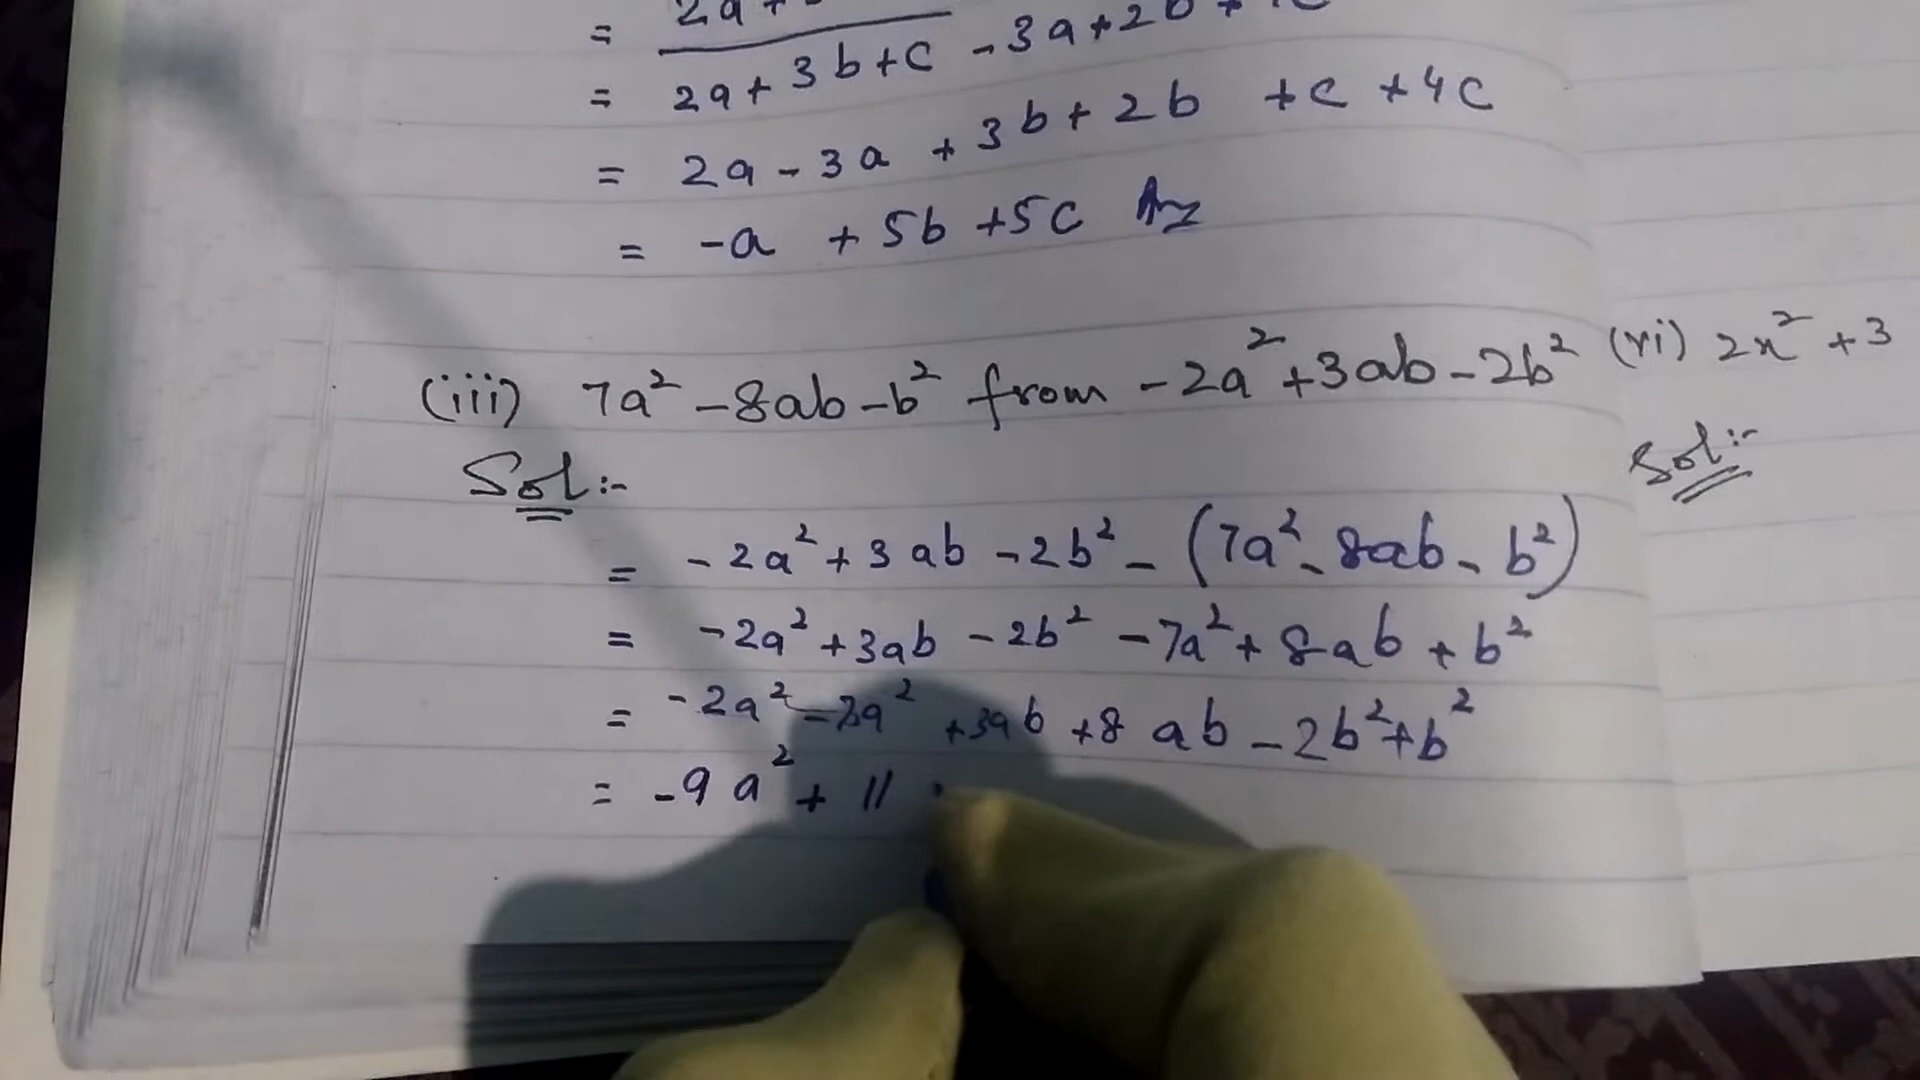 = 2a+
= 2a+3b+c -3a+2b+4c
= 2a-3a +3b+2b +c +4c
= -a +5b +5c Ans
(iii) 7a² -8ab -b² from -2a²+3ab-2b²
Sol:-
= -2a²+3ab -2b² -(7a²-8ab-b²)
= -2a²+3ab -2b² -7a²+8ab+b²
= -2a²-7a² +3ab +8ab -2b²+b²
= -9a² + 11
(vi) 2x² +3
Sol:-